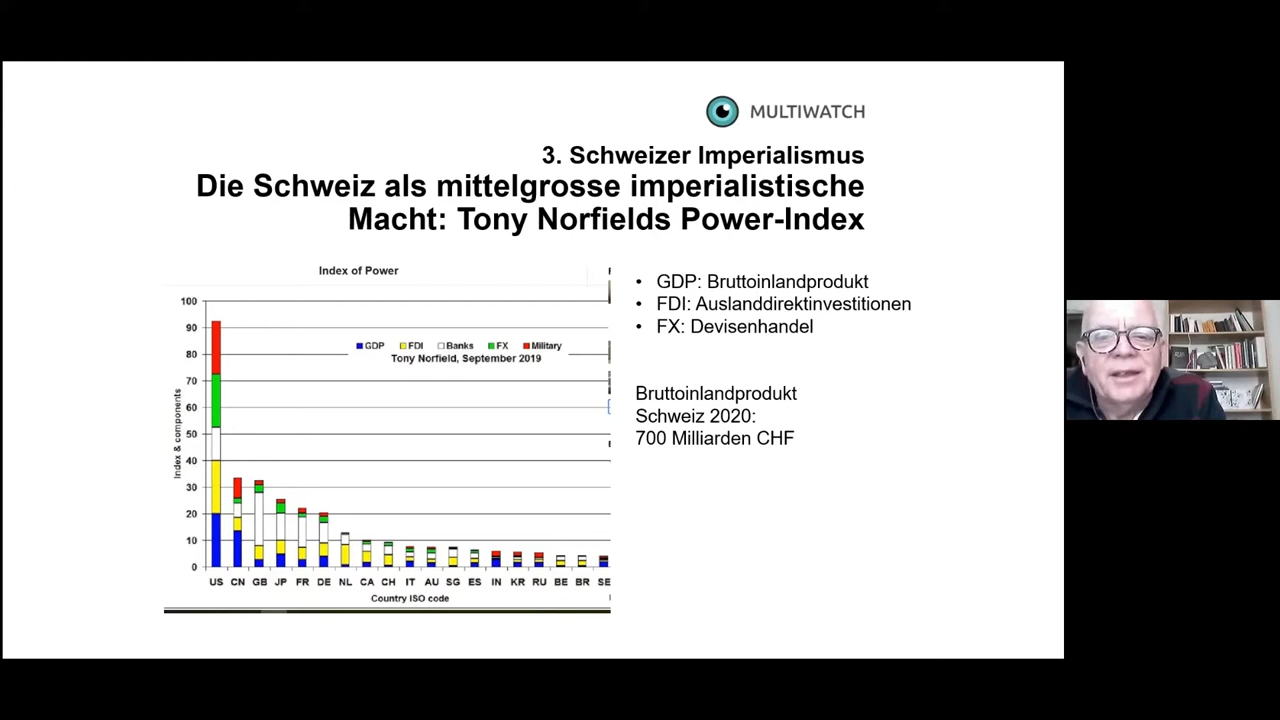 MULTIWATCH
3. Schweizer Imperialismus
Die Schweiz als mittelgrosse imperialistische
Macht: Tony Norfields Power-Index
Index of Power
100
90
80
70
60
50
40
30
20
10
0
Index & components
GDP FDI Banks FX Military
Tony Norfield, September 2019
US CN GB JP FR DE NL CA CH IT AU SG ES IN KR RU BE BR SE
Country ISO code
• GDP: Bruttoinlandprodukt
• FDI: Auslanddirektinvestitionen
• FX: Devisenhandel
Bruttoinlandprodukt
Schweiz 2020:
700 Milliarden CHF